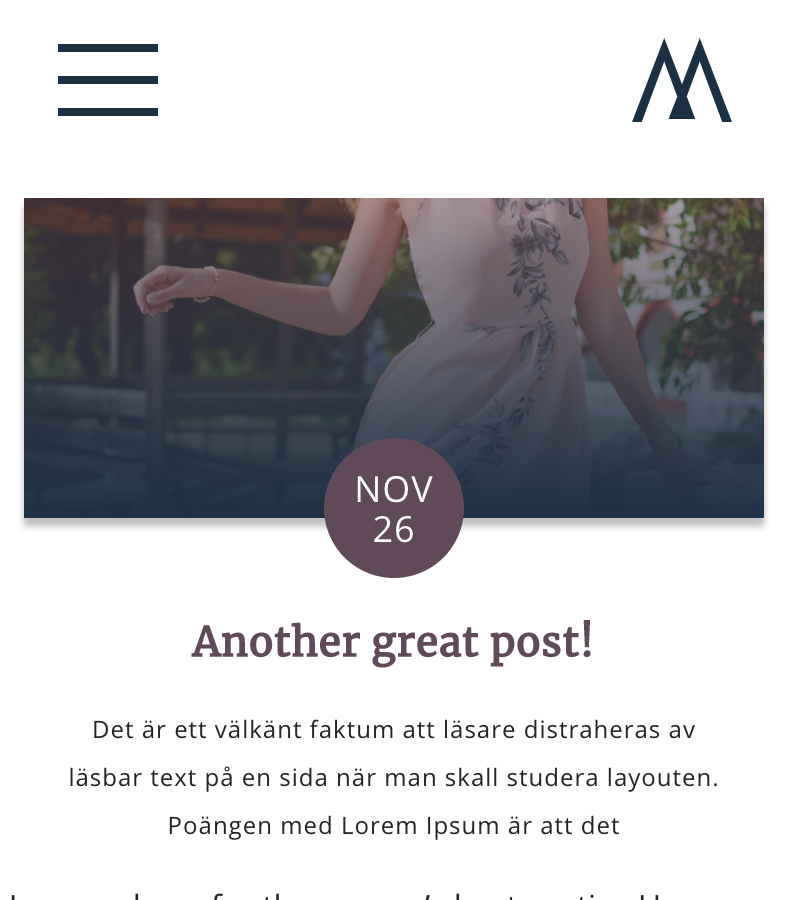 NOV
26
Another great post!
Det är ett välkänt faktum att läsare distraheras av
läsbar text på en sida när man skall studera layouten.
Poängen med Lorem Ipsum är att det